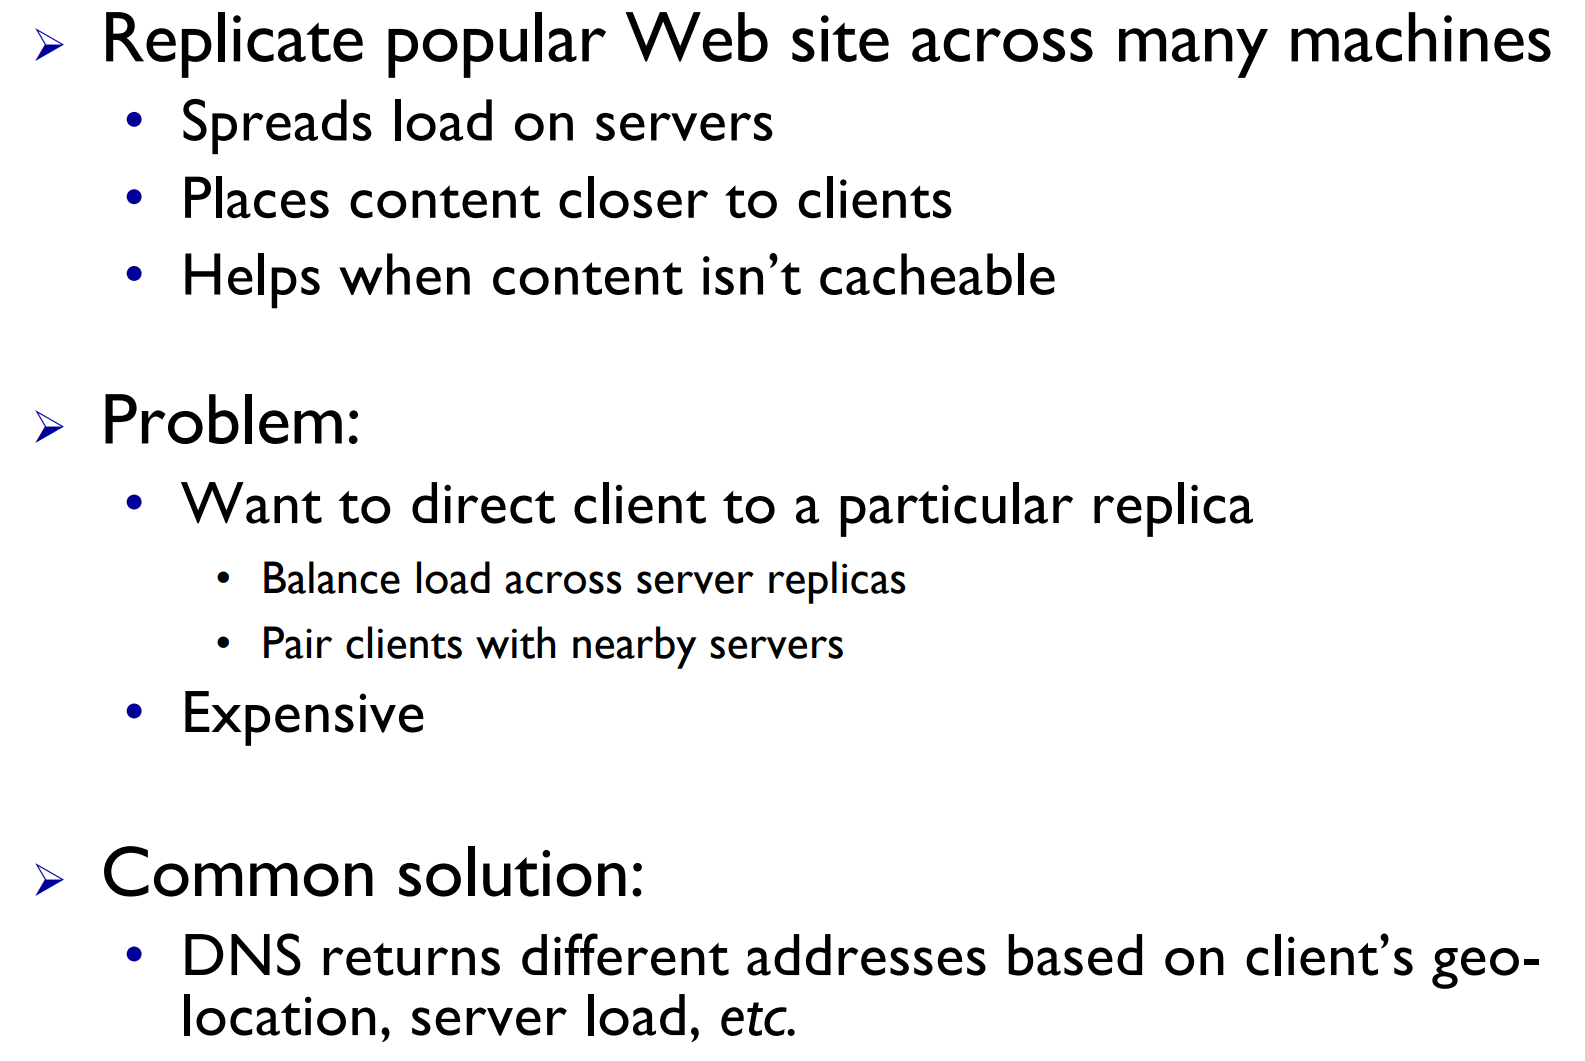 ➢ Replicate popular Web site across many machines
• Spreads load on servers
• Places content closer to clients
• Helps when content isn’t cacheable
➢ Problem:
• Want to direct client to a particular replica
• Balance load across server replicas
• Pair clients with nearby servers
• Expensive
➢ Common solution:
• DNS returns different addresses based on client’s geo-
location, server load, etc.